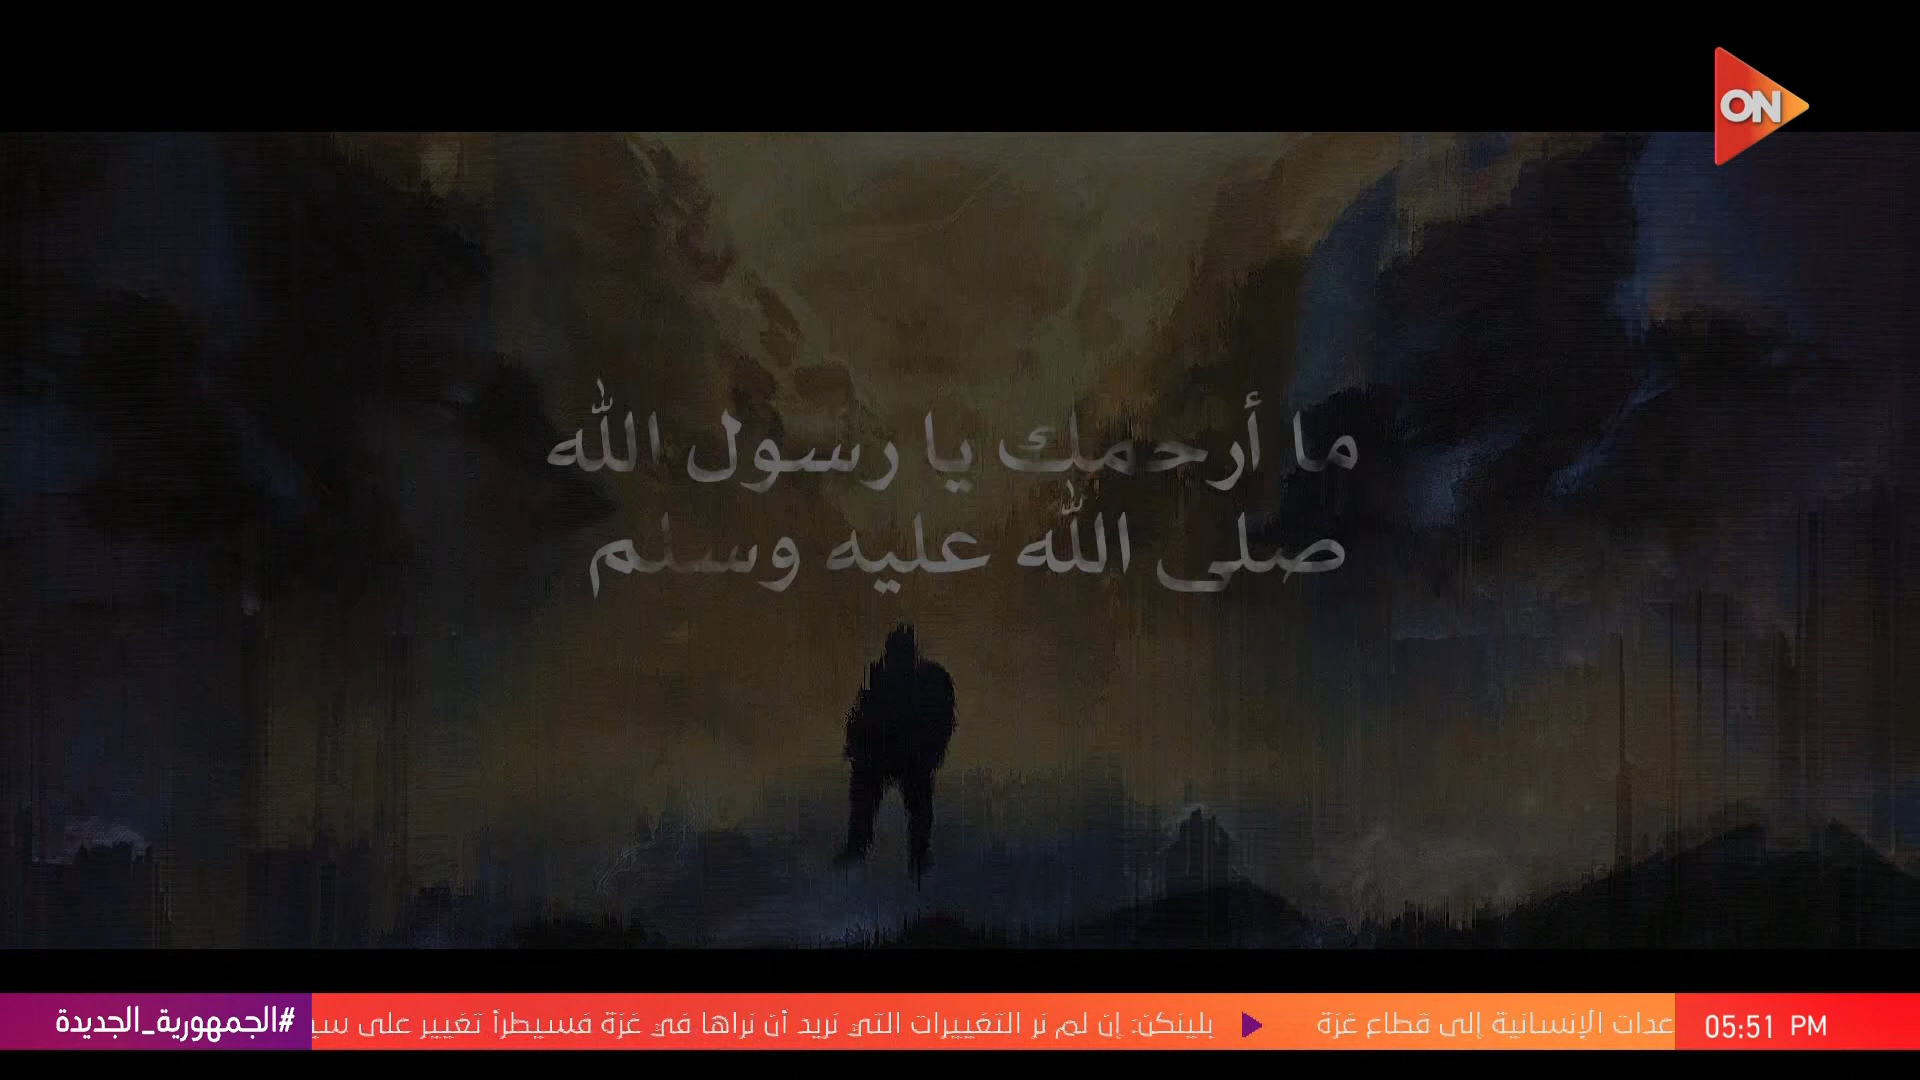 ON
ما أرحمك يا رسول الله
صلى الله عليه وسلم
05:51 PM
الإنسانية إلى قطاع غزة
بلينكن: إن لم نر التغييرات التي نريد أن نراها في غزة فسيطرأ تغيير على
#الجمهورية_الجديدة